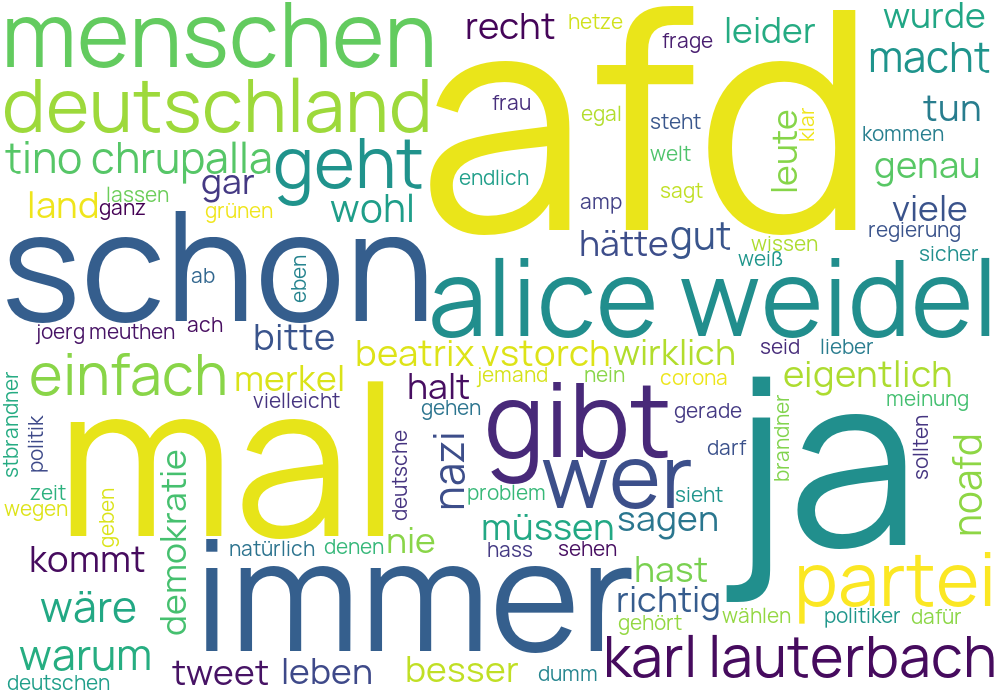 menschen
afd
recht
hetze
frage
leider
wurde
macht
deutschland
frau
egal
steht
leute
klar
tun
kommen
tino chrupalla
geht
welt
genau
gar
endlich
sagt
lassen
land
ganz
grünen
wohl
amp
viele
regierung
schon
hätte
gut
wissen
weiß
sicher
ab
eben
alice weidel
joerg meuthen
ach
bitte
beatrix vstorch
wirklich
seid
lieber
einfach
merkel
halt
jemand
nein
corona
eigentlich
meinung
vielleicht
gehen
gibt
gerade
ja
stbrandner
politik
mal
deutsche
nazi
wer
darf
brandner
sollten
noafd
zeit
wegen
geben
demokratie
problem
sieht
müssen
sagen
kommt
natürlich
denen
nie
hass
sehen
immer
hast
partei
wäre
richtig
gehört
wählen
politiker
dafür
warum
tweet
leben
besser
dumm
karl lauterbach
deutschen